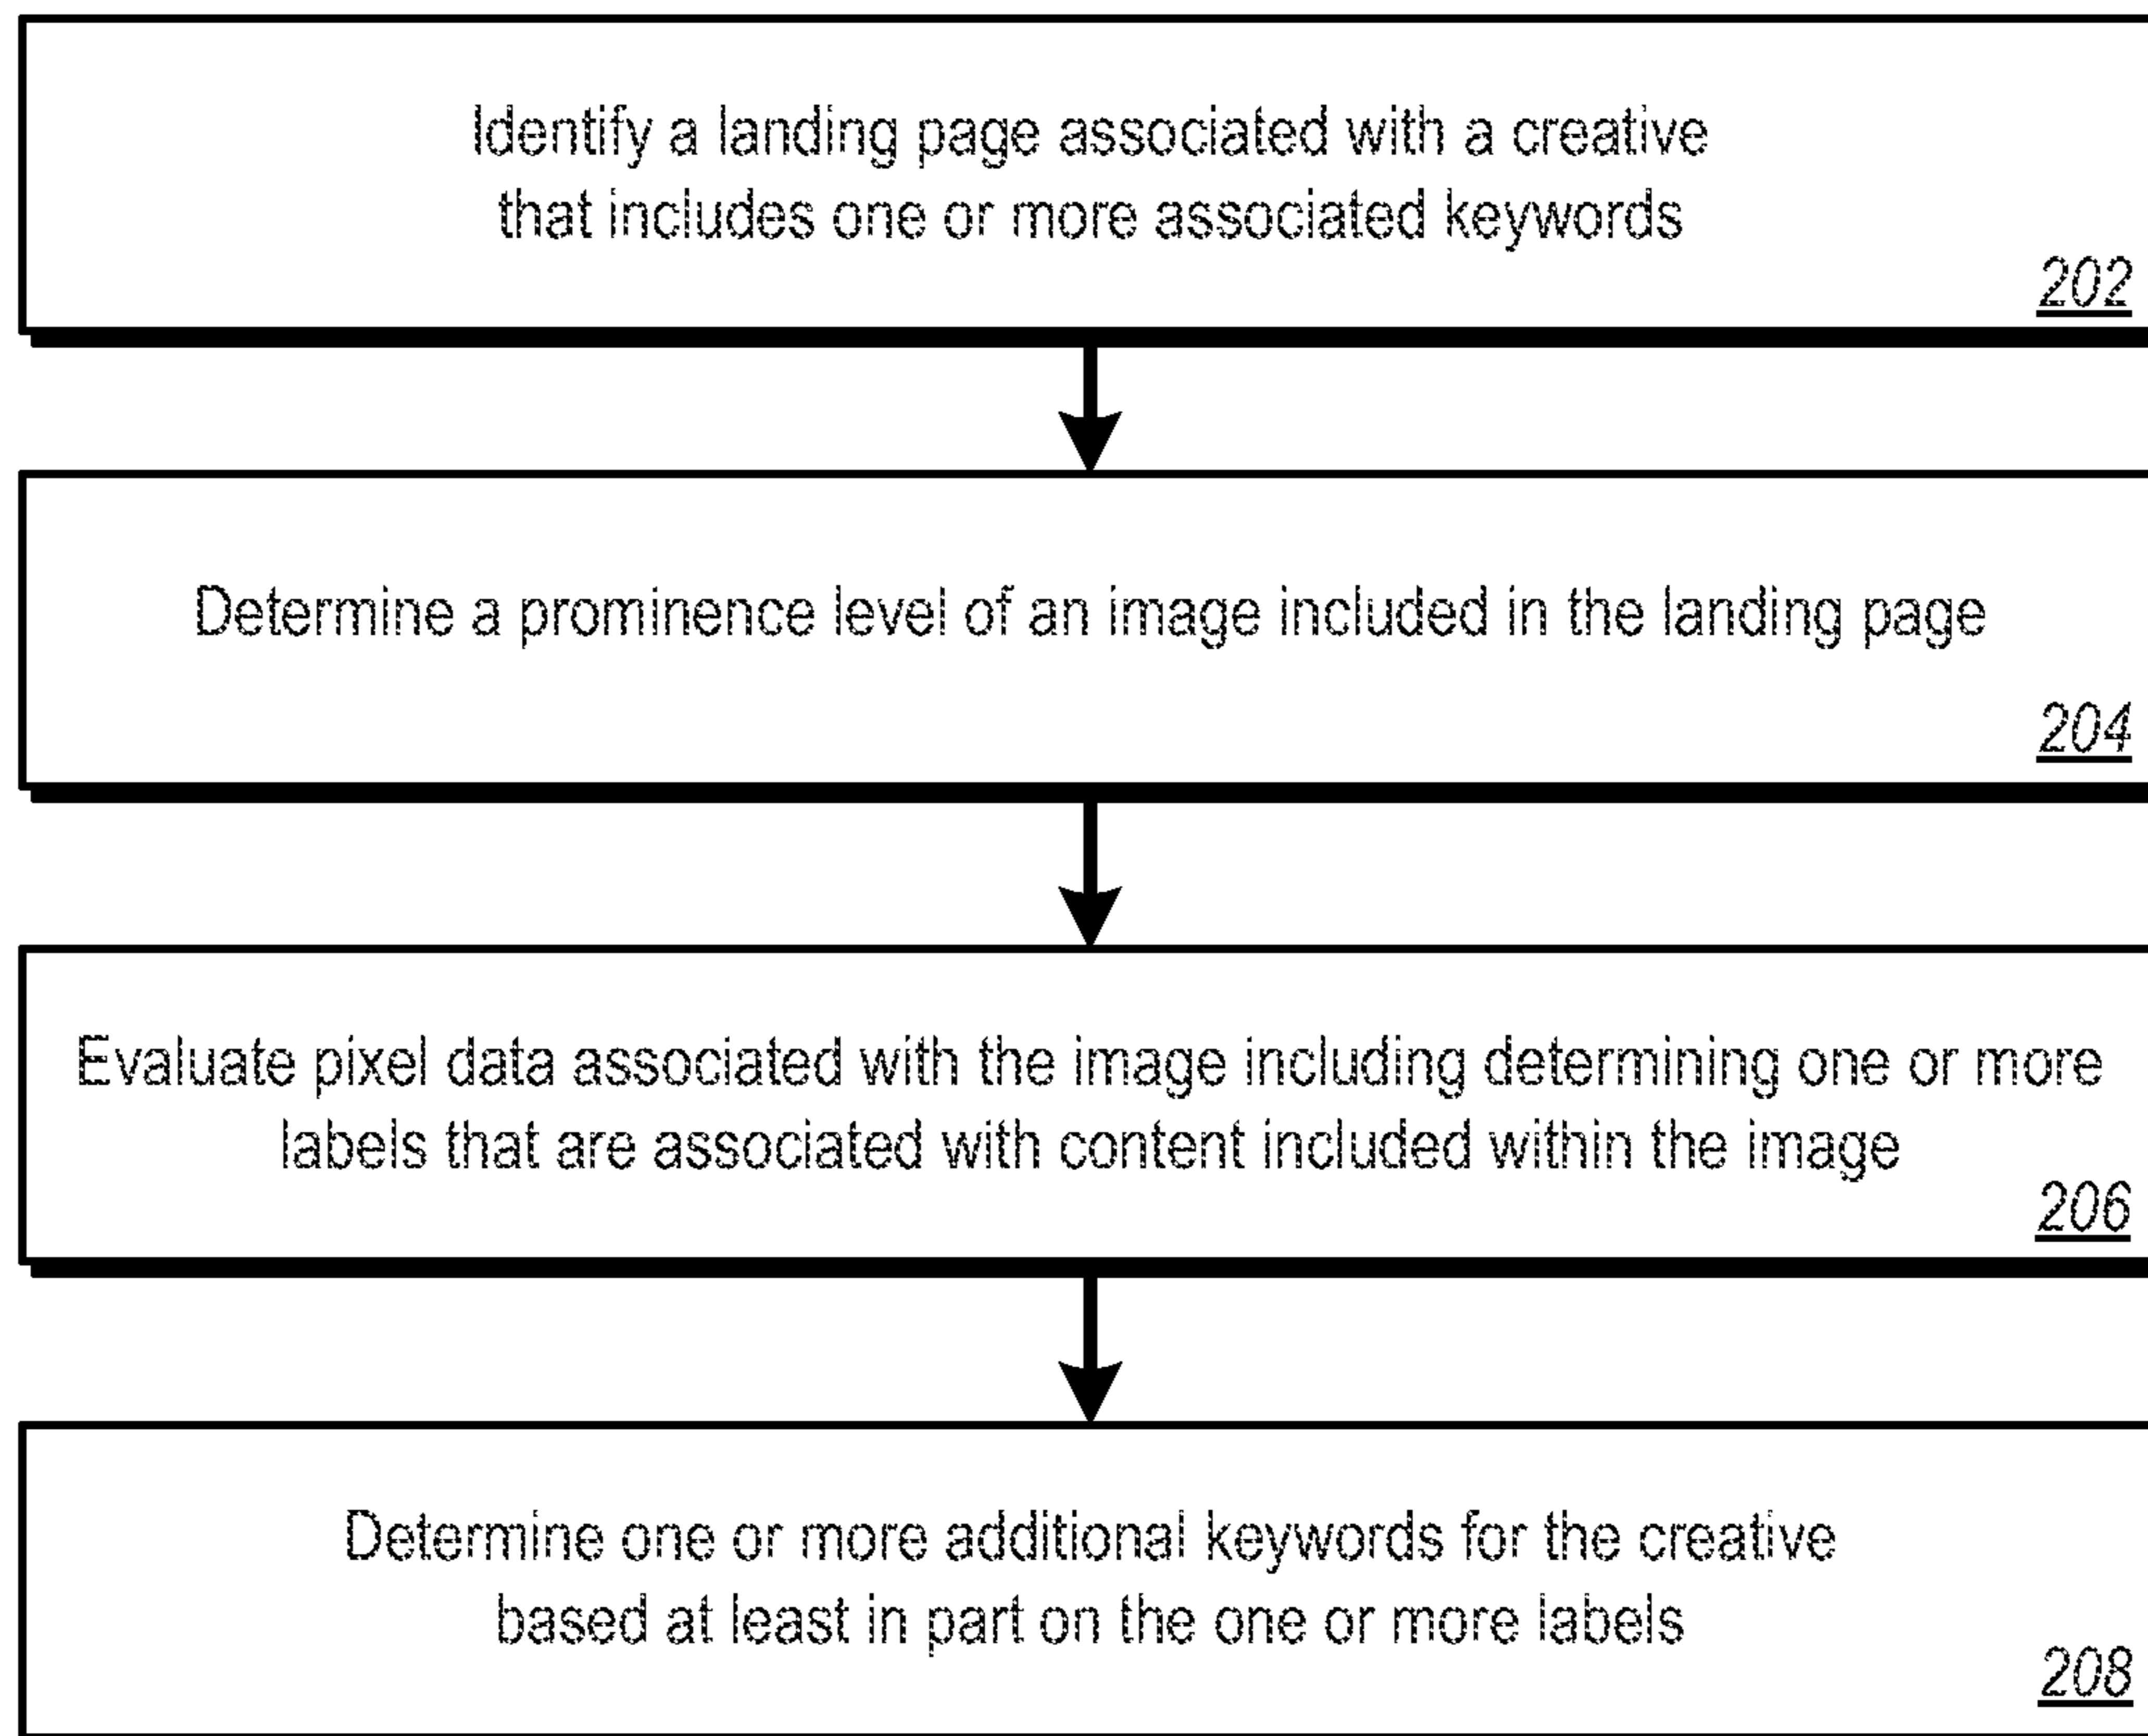 Identify a landing page associated with a creative
that includes one or more associated keywords
202
Determine a prominence level of an image included in the landing page
204
Evaluate pixel data associated with the image including determining one or more
labels that are associated with content included within the image
206
Determine one or more additional keywords for the creative
based at least in part on the one or more labels
208